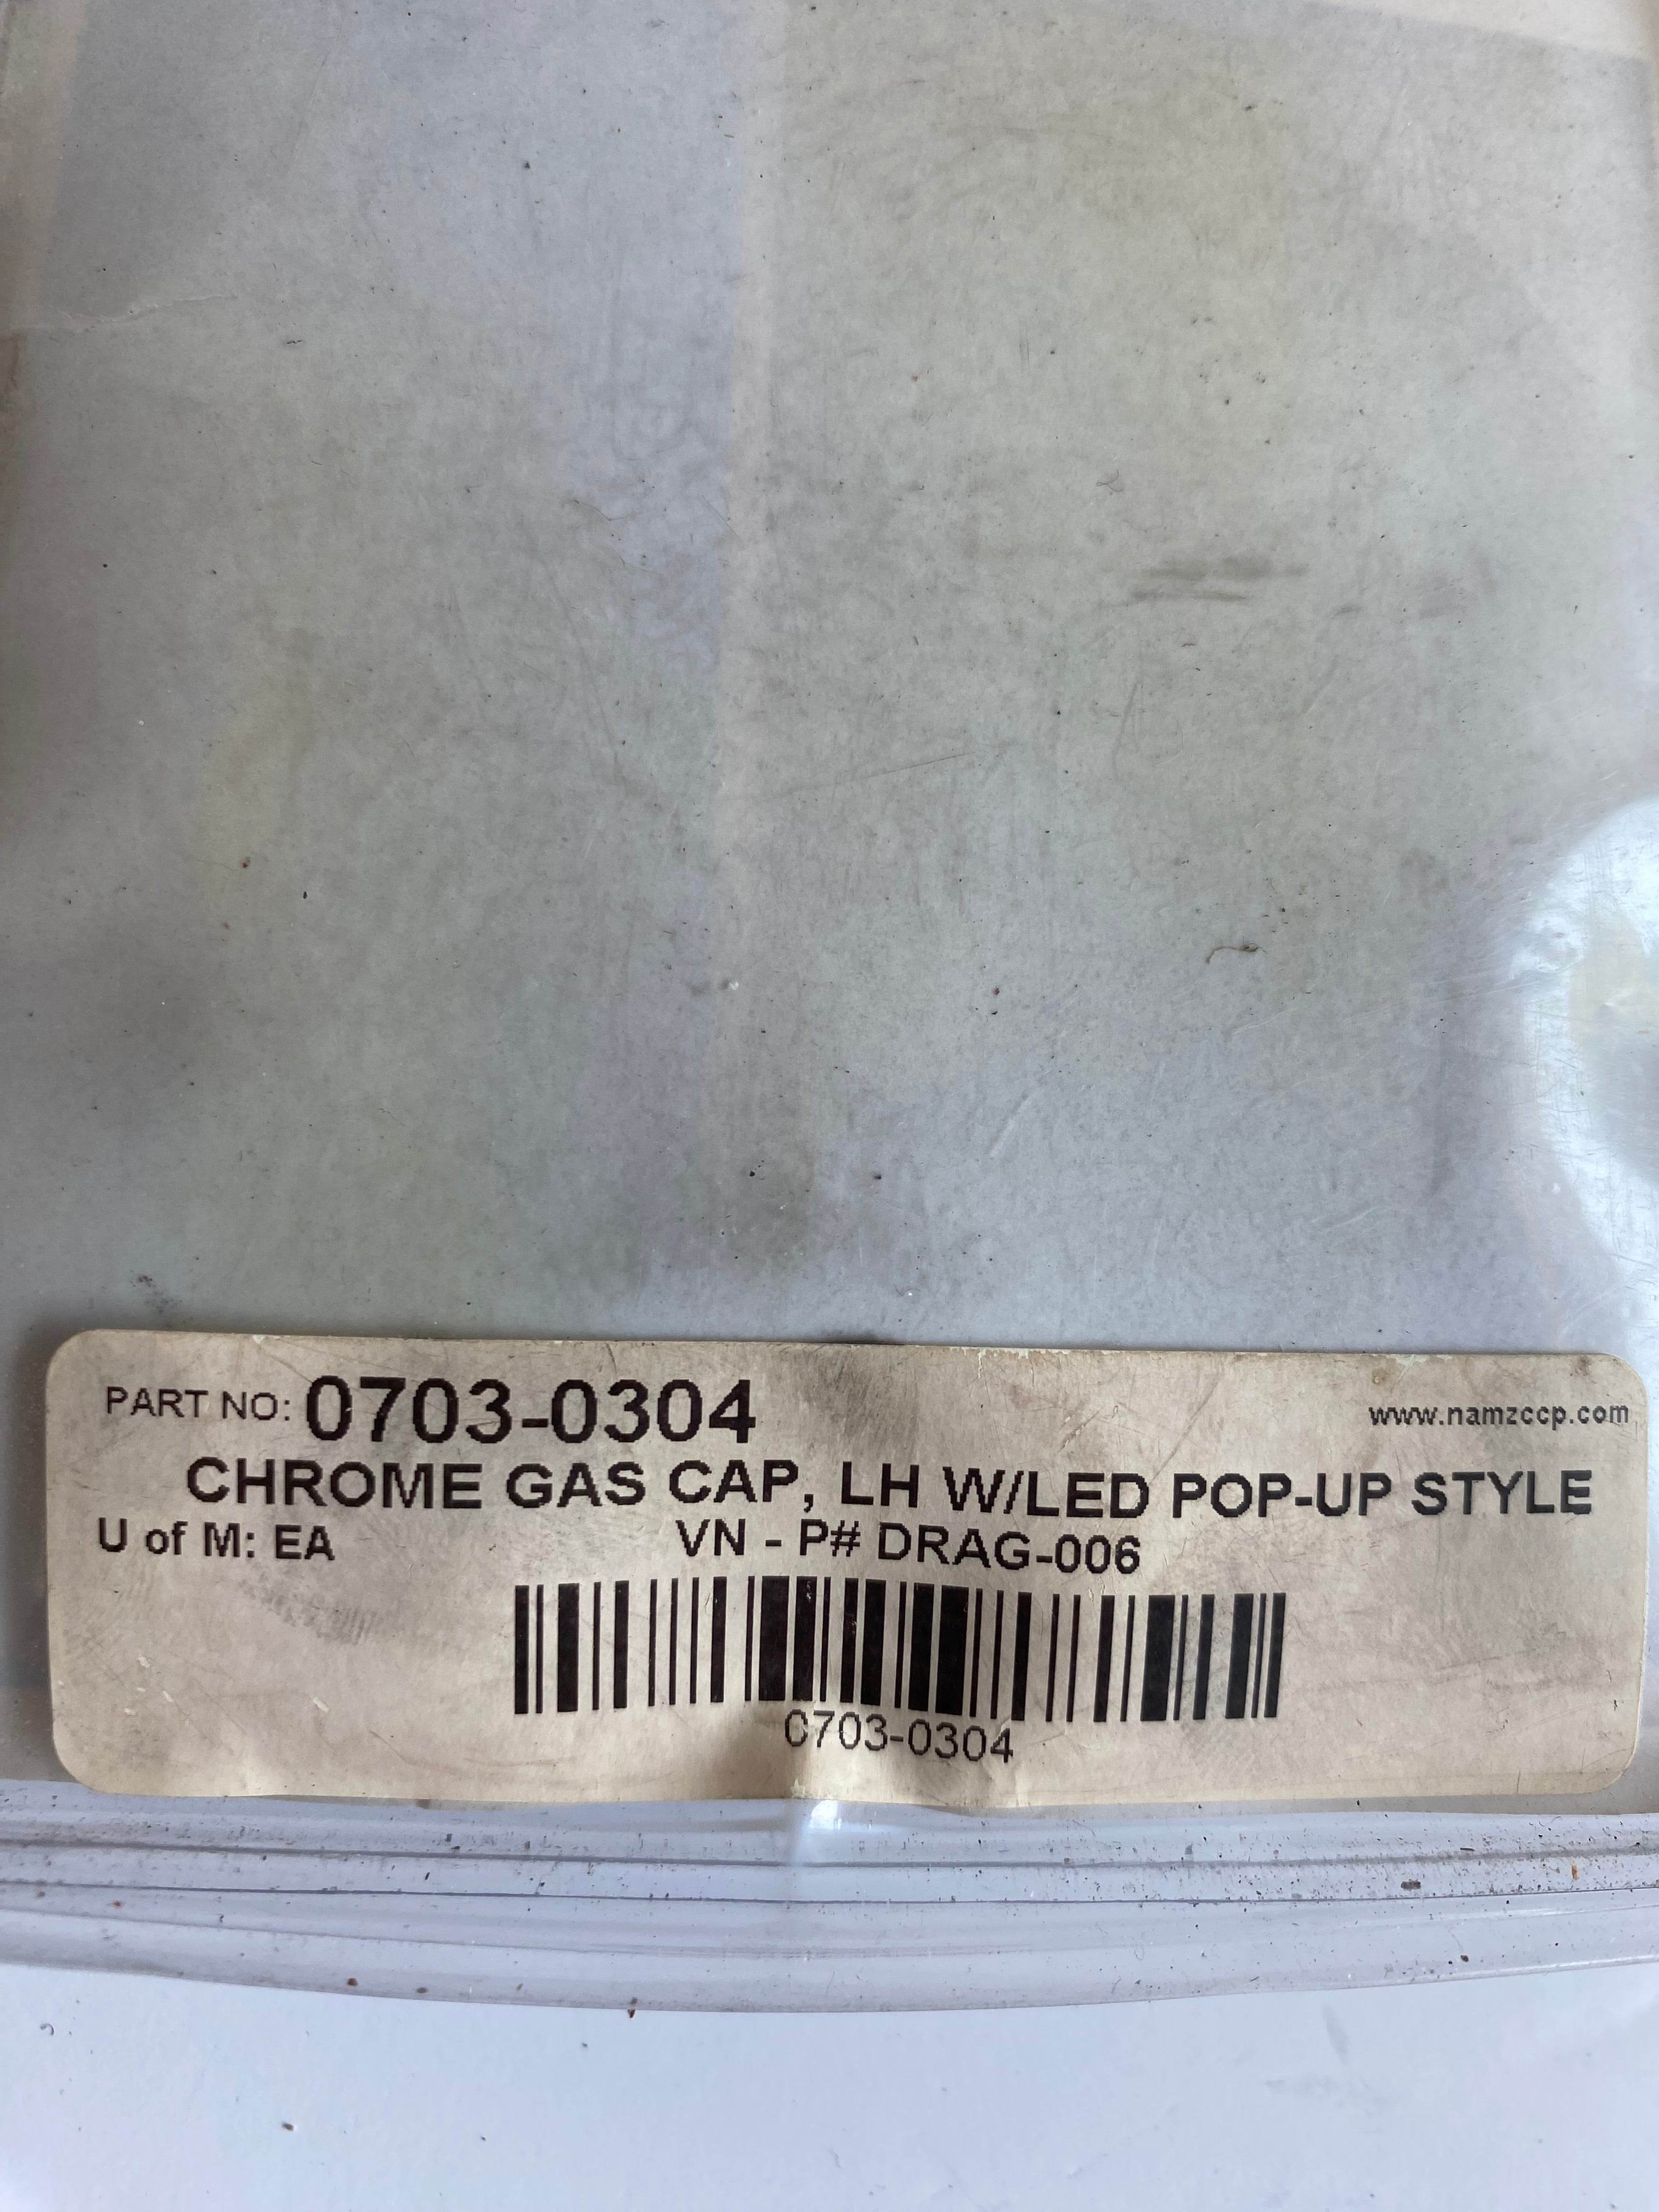 PART NO: 0703-0304
www.namzccp.com
CHROME GAS CAP, LH W/LED POP-UP STYLE
U of M: EA
VN - P# DRAG-006
0703-0304